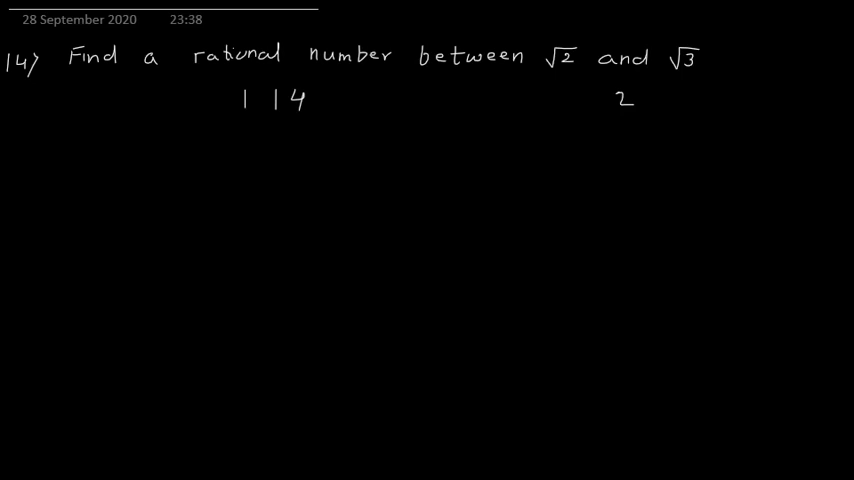 28 September 2020 23:38
14) Find a rational number between √2 and √3
1 1 4 2